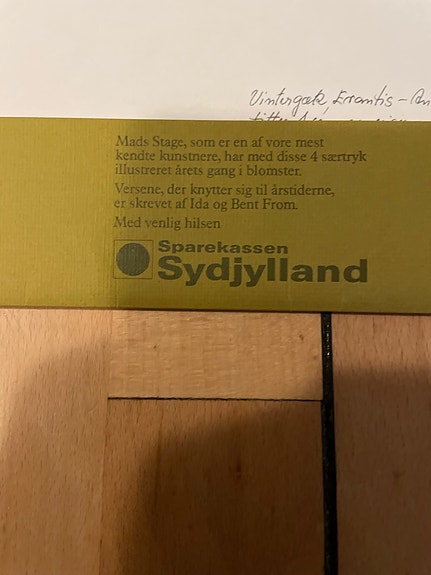 Vintergæk, Erantis – An
Mads Stage, som er en af vore mest
kendte kunstnere, har med disse 4 særtryk
illustreret årets gang i blomster.
Versene, der knytter sig til årstiderne,
er skrevet af Ida og Bent From.
Med venlig hilsen
Sparekassen
Sydjylland